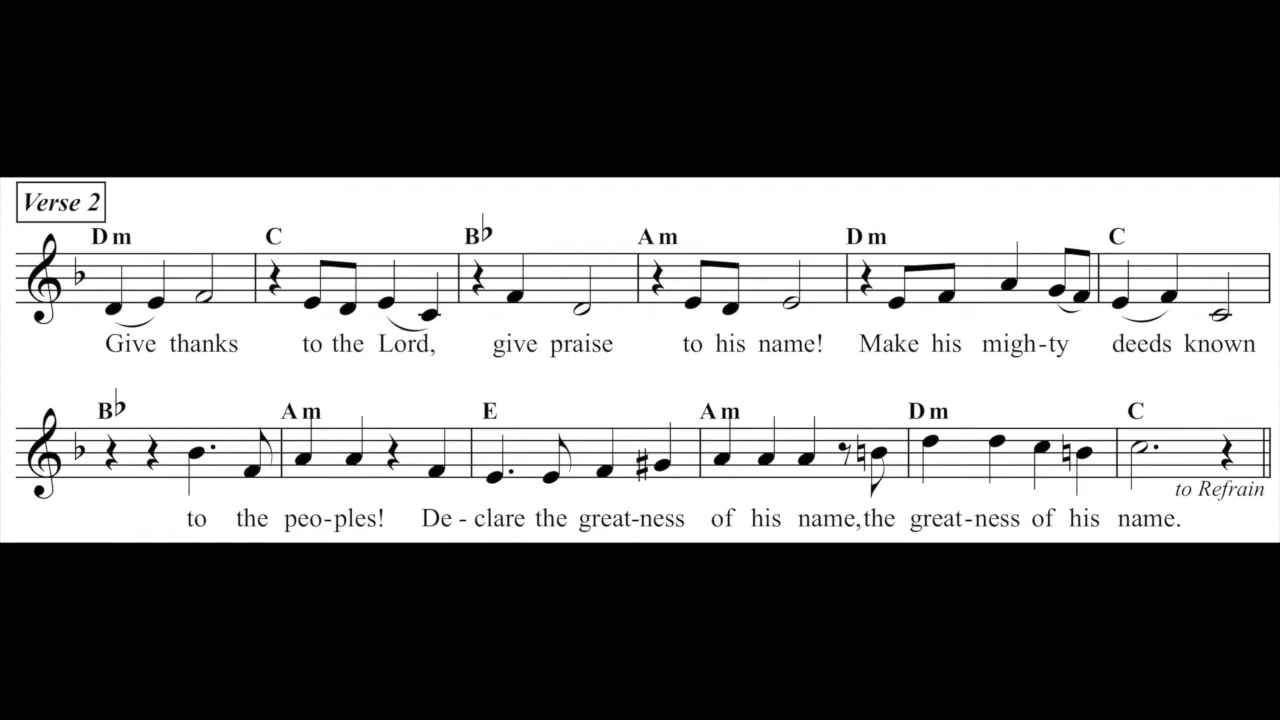 Verse 2
Dm C B♭ Am Dm C
Give thanks to the Lord, give praise to his name! Make his migh-ty deeds known
B♭ Am E Am Dm C
to Refrain
to the peo-ples! De-clare the great-ness of his name, the great-ness of his name.